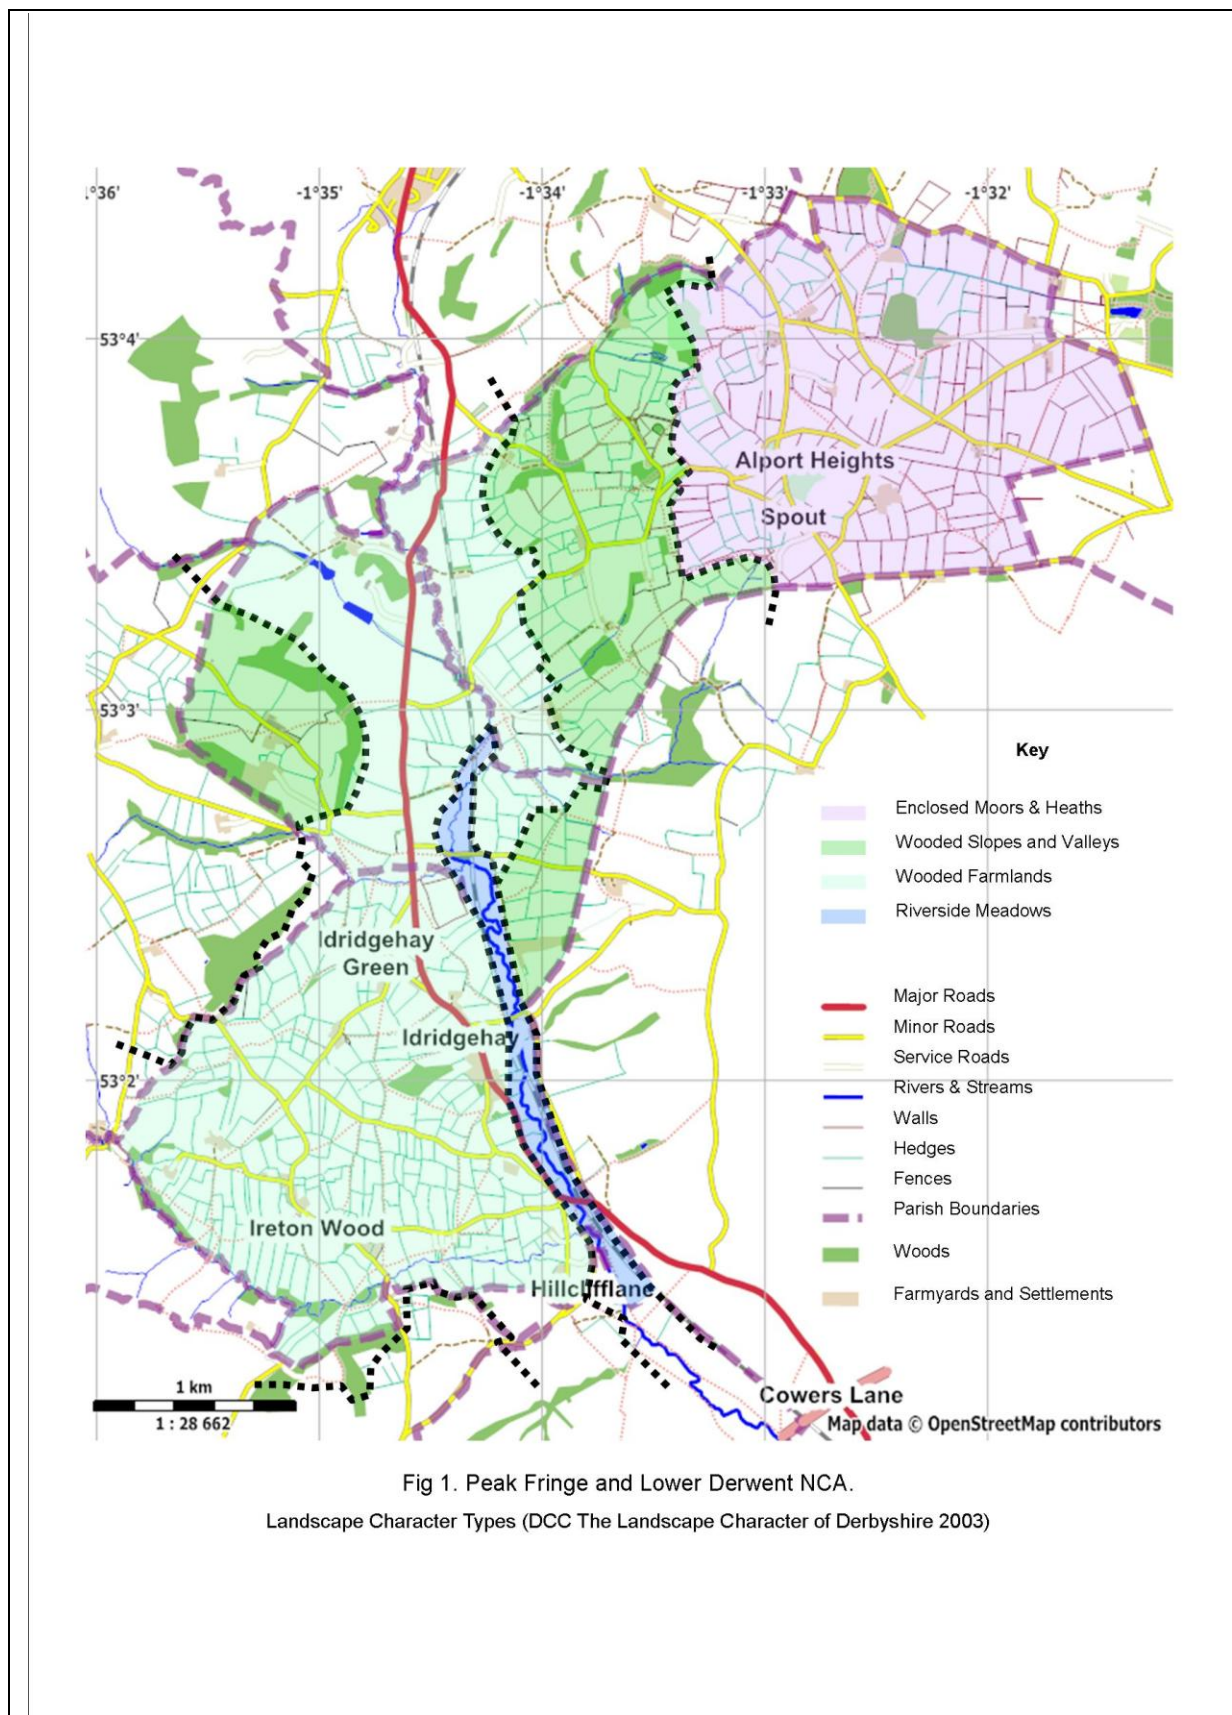 1°36'
-1°35'
-1°34'
-1°33'
-1°32'
53°4'
Alport Heights
Spout
53°3'
Key
Enclosed Moors & Heaths
Wooded Slopes and Valleys
Wooded Farmlands
Riverside Meadows
Idridgehay
Green
Major Roads
Idridgehay
Minor Roads
Service Roads
53°2'
Rivers & Streams
Walls
Hedges
Fences
Parish Boundaries
Ireton Wood
Woods
Hillclifflane
Farmyards and Settlements
1 km
Cowers Lane
1 : 28 662
Map data © OpenStreetMap contributors
Fig 1. Peak Fringe and Lower Derwent NCA.
Landscape Character Types (DCC The Landscape Character of Derbyshire 2003)